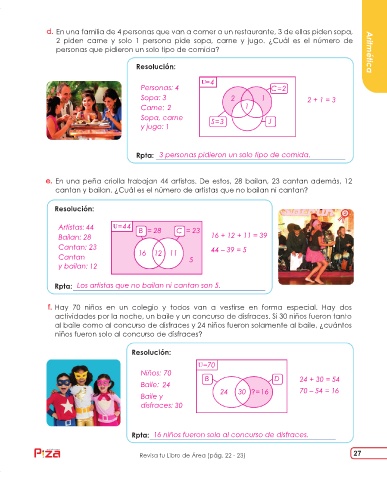 d. En una familia de 4 personas que van a comer a un restaurante, 3 de ellas piden sopa,
2 piden carne y solo 1 persona pide sopa, carne y jugo. ¿Cuál es el número de
personas que pidieron un solo tipo de comida?
Aritmética
Resolución:
Personas: 4
Sopa: 3
Carne: 2
Sopa, carne
y jugo: 1
U=4
C=2
2
1
1
S=3
J
2 + 1 = 3
Rpta: 3 personas pidieron un solo tipo de comida.
e. En una peña criolla trabajan 44 artistas. De estos, 28 bailan, 23 cantan además, 12
cantan y bailan. ¿Cuál es el número de artistas que no bailan ni cantan?
Resolución:
Artistas: 44
Bailan: 28
Cantan: 23
Cantan
y bailan: 12
U=44
B = 28
C = 23
16 12 11
5
16 + 12 + 11 = 39
44 – 39 = 5
Rpta: Los artistas que no bailan ni cantan son 5.
f. Hay 70 niños en un colegio y todos van a vestirse en forma especial. Hay dos
actividades por la noche, un baile y un concurso de disfraces. Si 30 niños fueron tanto
al baile como al concurso de disfraces y 24 niños fueron solamente al baile, ¿cuántos
niños fueron solo al concurso de disfraces?
Resolución:
Niños: 70
Baile: 24
Baile y
disfraces: 30
U=70
B
D
24 30 ?=16
24 + 30 = 54
70 – 54 = 16
Rpta: 16 niños fueron solo al concurso de disfraces.
Pizza
Revisa tu Libro de Área (pág. 22 - 23)
27